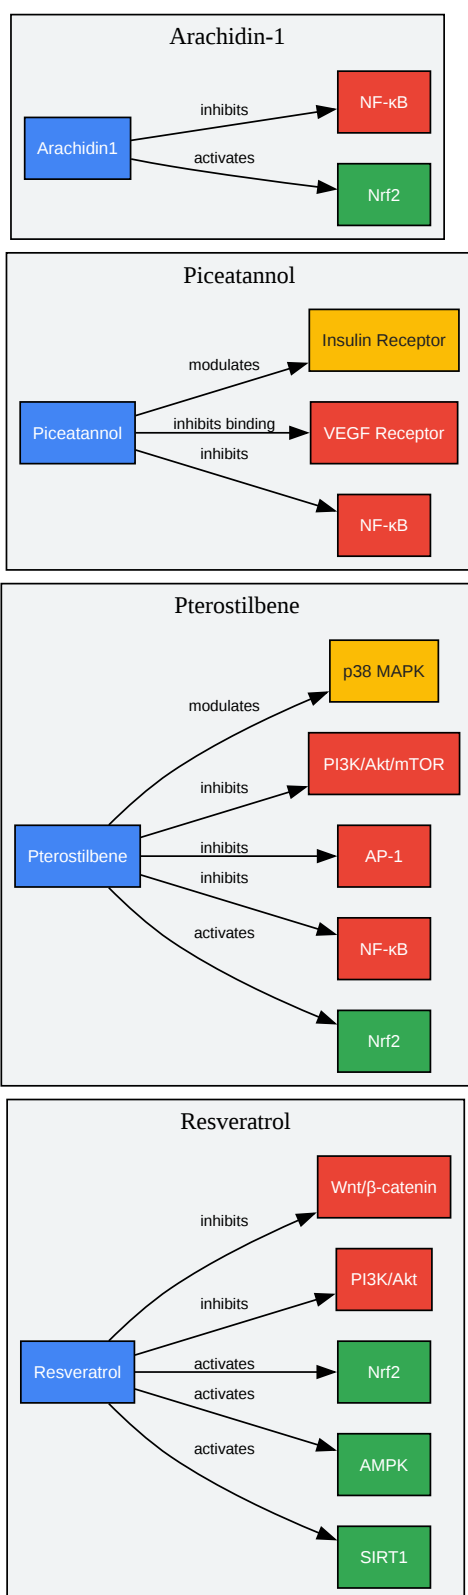 Arachidin-1
inhibits
NF-κB
Arachidin1
activates
Nrf2
Piceatannol
Insulin Receptor
modulates
Piceatannol
inhibits binding
VEGF Receptor
inhibits
NF-κB
Pterostilbene
p38 MAPK
modulates
PI3K/Akt/mTOR
inhibits
Pterostilbene
inhibits
AP-1
inhibits
NF-κB
activates
Nrf2
Resveratrol
Wnt/β-catenin
inhibits
PI3K/Akt
inhibits
Resveratrol
activates
Nrf2
activates
AMPK
activates
SIRT1